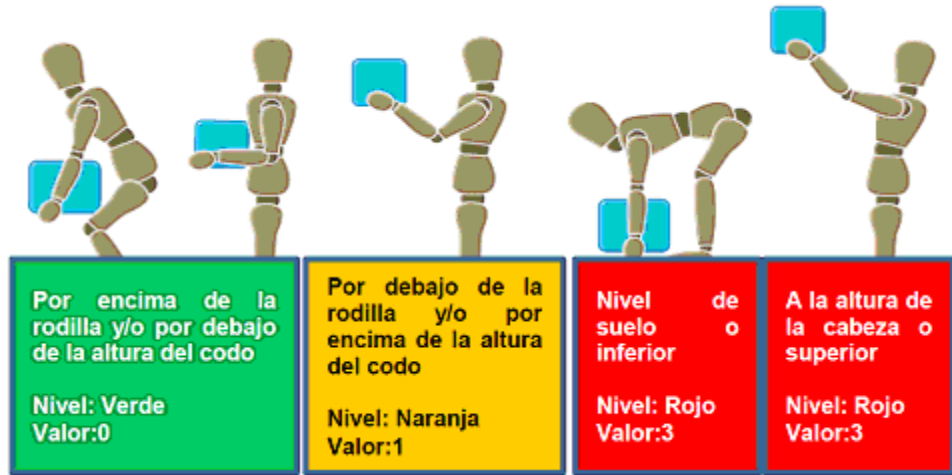 Por encima de la
rodilla y/o por debajo
de la altura del codo
Nivel: Verde
Valor:0
Por debajo de la
rodilla y/o por
encima de la altura
del codo
Nivel: Naranja
Valor:1
Nivel de
suelo o
inferior
Nivel: Rojo
Valor:3
A la altura de
la cabeza o
superior
Nivel: Rojo
Valor:3